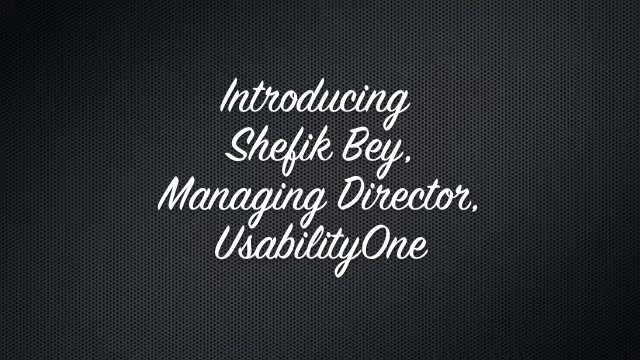 Introducing
Shefik Bey,
Managing Director,
UsabilityOne